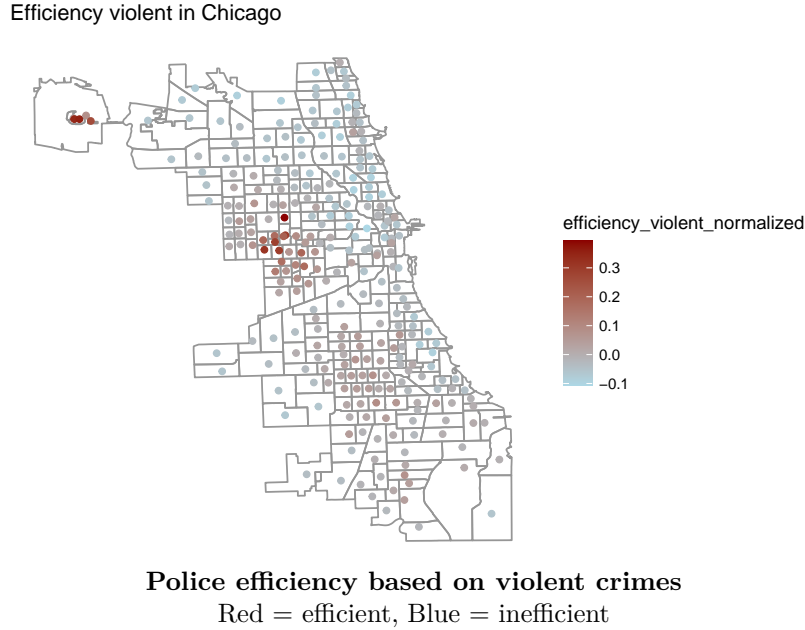 Efficiency violent in Chicago
efficiency_violent_normalized
0.3
0.2
0.1
0.0
−0.1
Police efficiency based on violent crimes
Red = efficient, Blue = inefficient